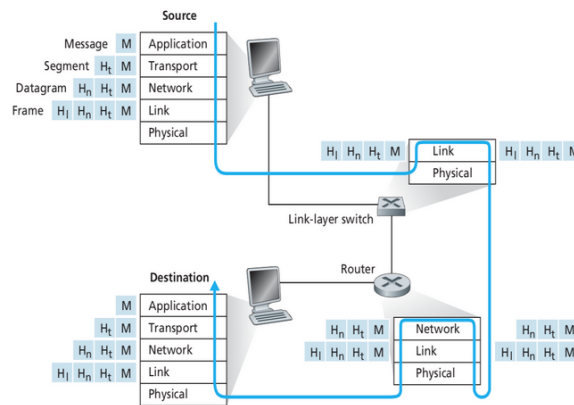 Source
Message M Application
Segment Ht M Transport
Datagram Hn Ht M Network
Frame Hl Hn Ht M Link
Physical
Hl Hn Ht M Link Hl Hn Ht M
Physical
Link-layer switch
Router
Destination
M Application
Ht M Transport
Hn Ht M Network
Hl Hn Ht M Link
Physical
Hn Ht M Network Hn Ht M
Hl Hn Ht M Link Hl Hn Ht M
Physical